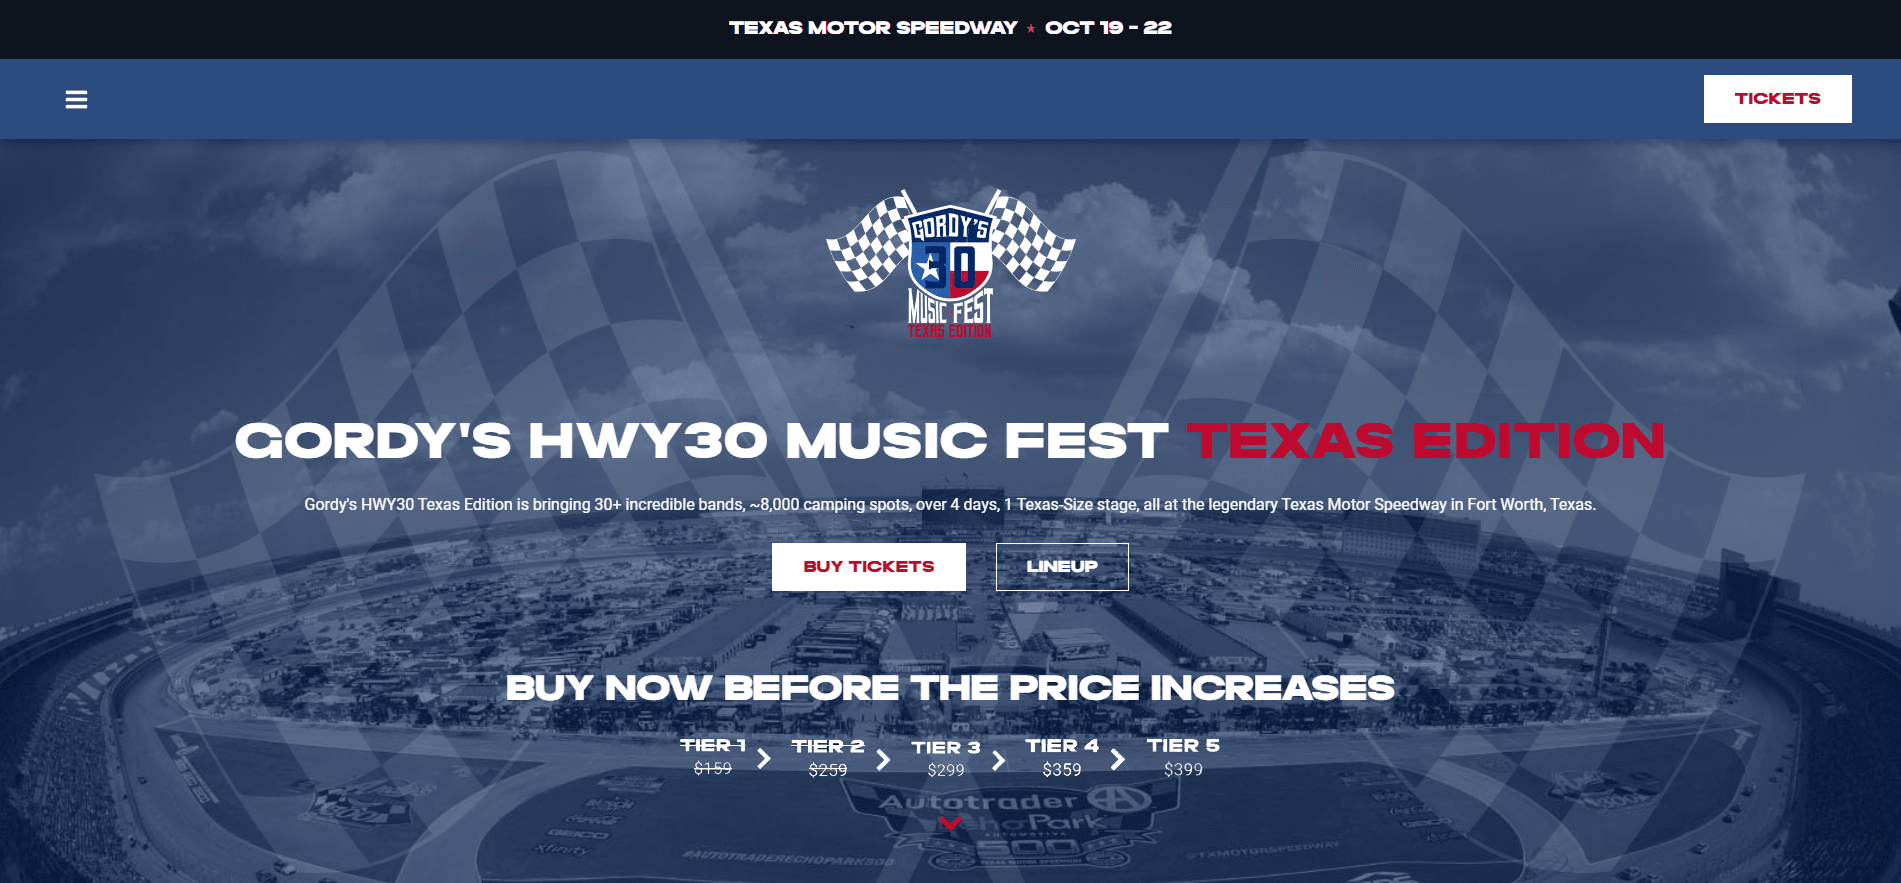 TEXAS MOTOR SPEEDWAY ★ OCT 19 - 22
TICKETS
GORDY'S
30
MUSIC FEST
TEXAS EDITION
GORDY'S HWY30 MUSIC FEST TEXAS EDITION
Gordy's HWY30 Texas Edition is bringing 30+ incredible bands, ~8,000 camping spots, over 4 days, 1 Texas-Size stage, all at the legendary Texas Motor Speedway in Fort Worth, Texas.
BUY TICKETS
LINEUP
BUY NOW BEFORE THE PRICE INCREASES
TIER 1
$159
TIER 2
$259
TIER 3
$299
TIER 4
$359
TIER 5
$399
Autotrader
EchoPark
AUTOMOTIVE
500
GEICO
xfinity
#AUTOTRADERECHOPARK500
@TXMOTORSPEEDWAY